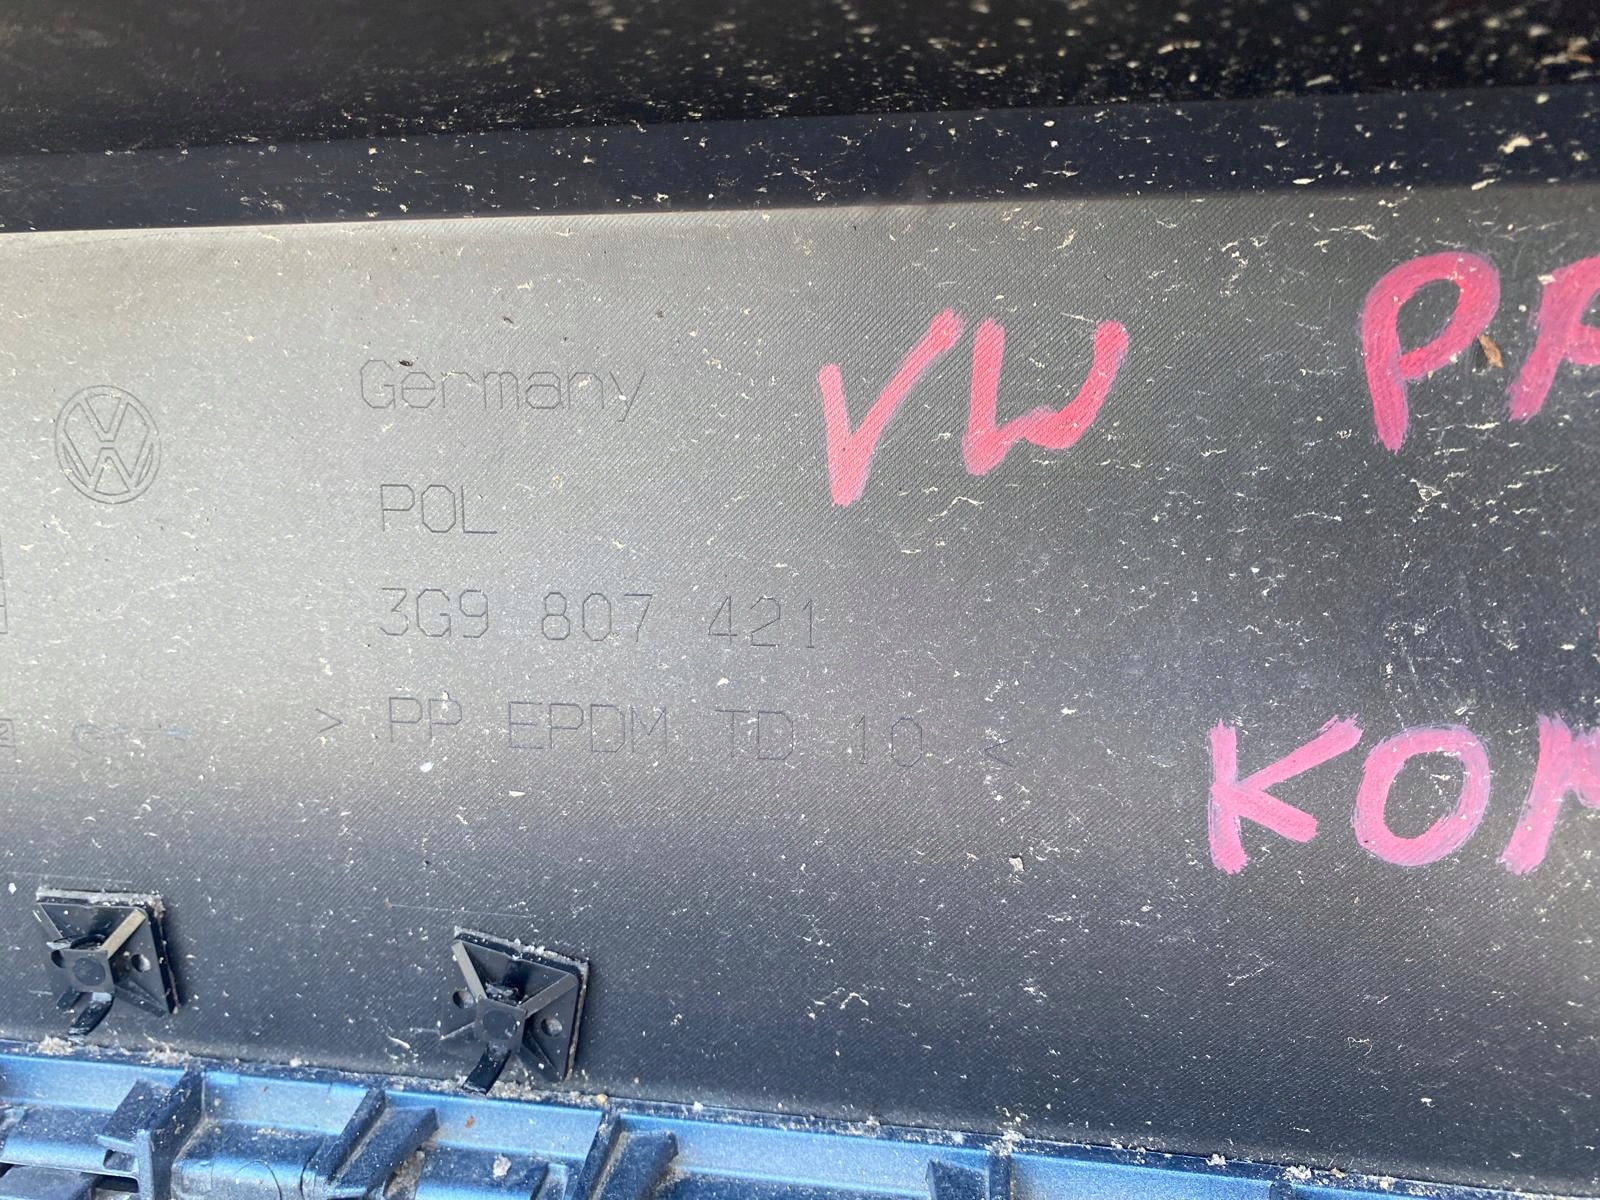 Germany
VW PA
POL
3G9 807 421
> PP EPDM TD 10 <
KOM